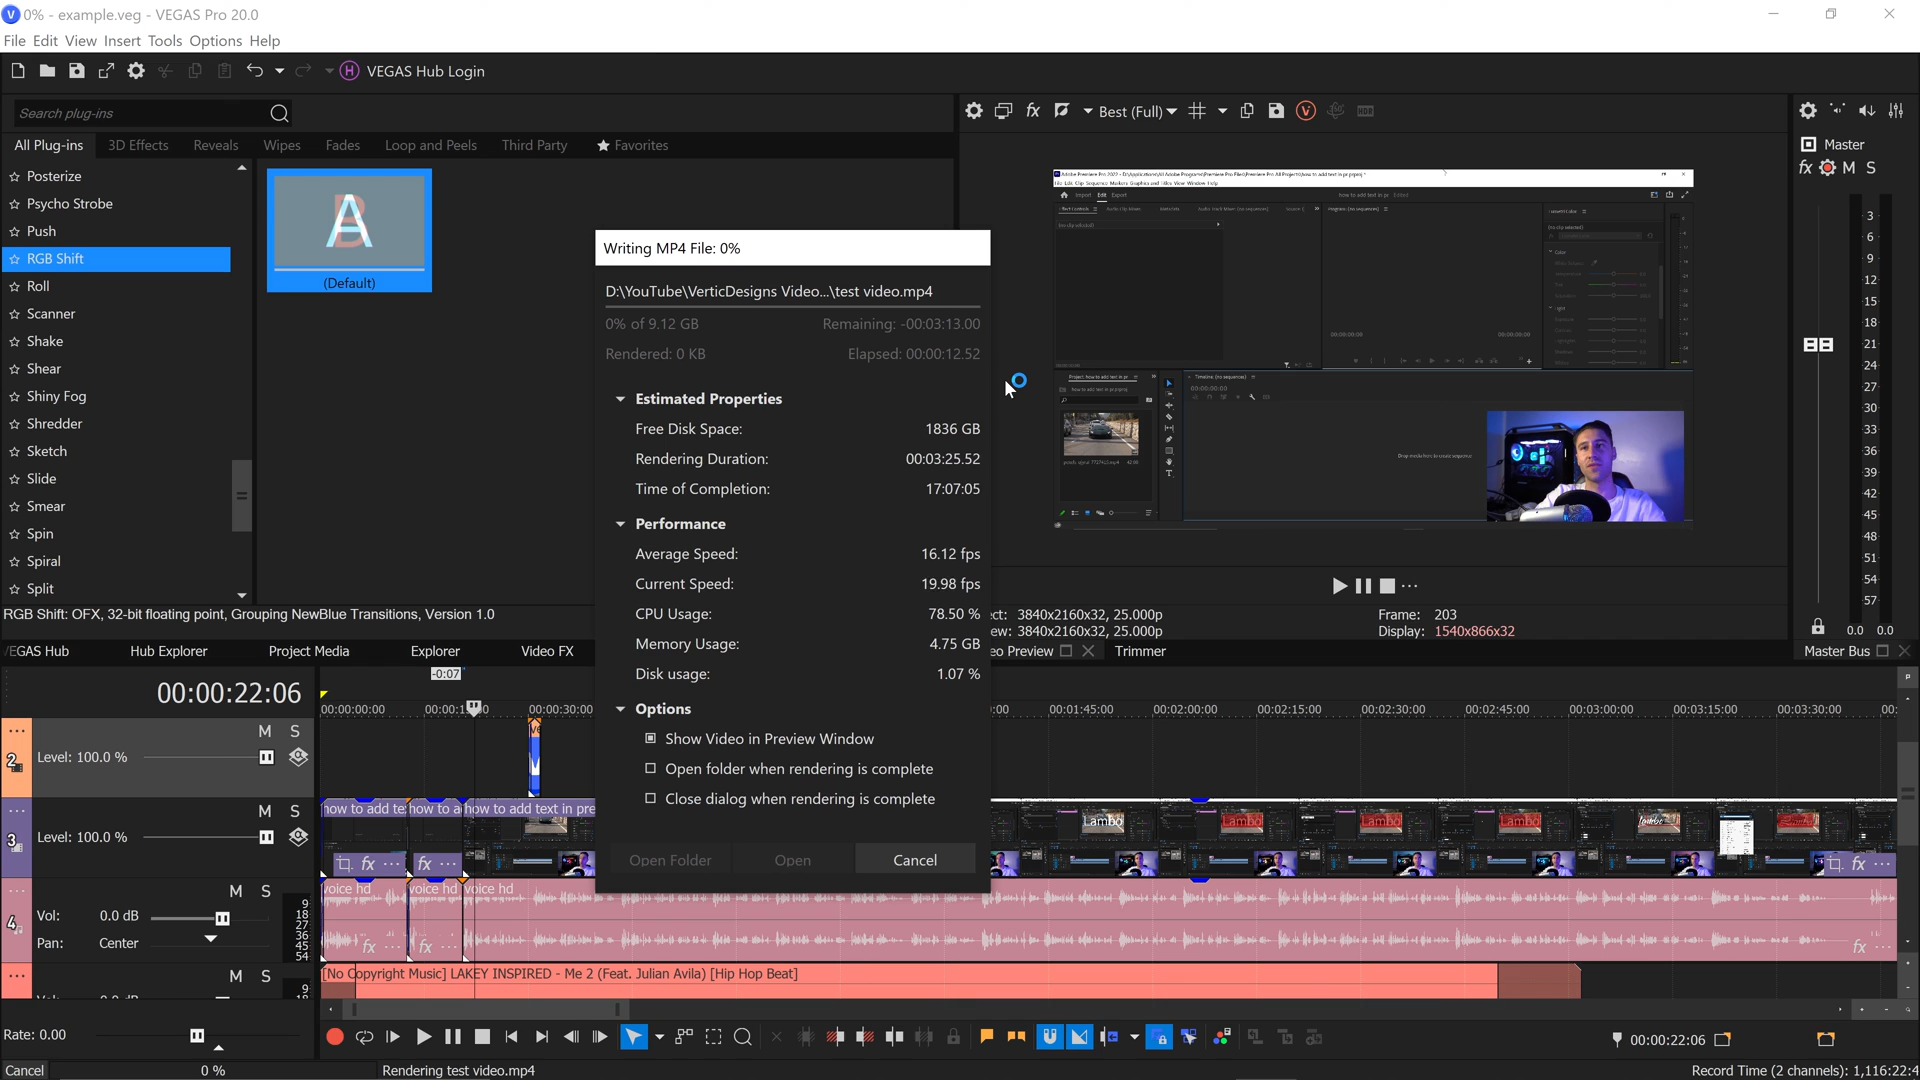 0% - example.veg - VEGAS Pro 20.0
File Edit View Insert Tools Options Help
VEGAS Hub Login
Search plug-ins
All Plug-ins 3D Effects Reveals Wipes Fades Loop and Peels Third Party Favorites
Posterize
Psycho Strobe
Push
RGB Shift
Roll
Scanner
Shake
Shear
Shiny Fog
Shredder
Sketch
Slide
Smear
Spin
Spiral
Split
(Default)
RGB Shift: OFX, 32-bit floating point, Grouping NewBlue Transitions, Version 1.0
Writing MP4 File: 0%
D:\YouTube\VerticDesigns Video...\test video.mp4
0% of 9.12 GB Remaining: -00:03:13.00
Rendered: 0 KB Elapsed: 00:00:12.52
Estimated Properties
Free Disk Space: 1836 GB
Rendering Duration: 00:03:25.52
Time of Completion: 17:07:05
Performance
Average Speed: 16.12 fps
Current Speed: 19.98 fps
CPU Usage: 78.50 %
Memory Usage: 4.75 GB
Disk usage: 1.07 %
Options
Show Video in Preview Window
Open folder when rendering is complete
Close dialog when rendering is complete
Open Folder Open Cancel
fx Best (Full)
ect: 3840x2160x32, 25.000p Frame: 203
ew: 3840x2160x32, 25.000p Display: 1540x866x32
eo Preview Trimmer
Master
fx M S
3
6
9
12
15
18
21
24
27
30
33
36
39
42
45
48
51
54
57
0.0 0.0
Master Bus
/EGAS Hub Hub Explorer Project Media Explorer Video FX
-0:07
00:00:22:06
00:00:00:00 00:00:30:00 00:01:45:00 00:02:00:00 00:02:15:00 00:02:30:00 00:02:45:00 00:03:00:00 00:03:15:00 00:03:30:00 00:
2 M S
Level: 100.0 %
3 M S
Level: 100.0 %
how to add te how to a how to add text in pre
fx fx fx
Lambo Lambo Lambo Lambo Lambo
4 M S
Vol: 0.0 dB
Pan: Center
9
18
27
36
45
54
voice hd voice hd voice hd
fx fx fx
M S
9
[No Copyright Music] LAKEY INSPIRED - Me 2 (Feat. Julian Avila) [Hip Hop Beat]
Rate: 0.00
00:00:22:06
Cancel 0 % Rendering test video.mp4 Record Time (2 channels): 1,116:22:4